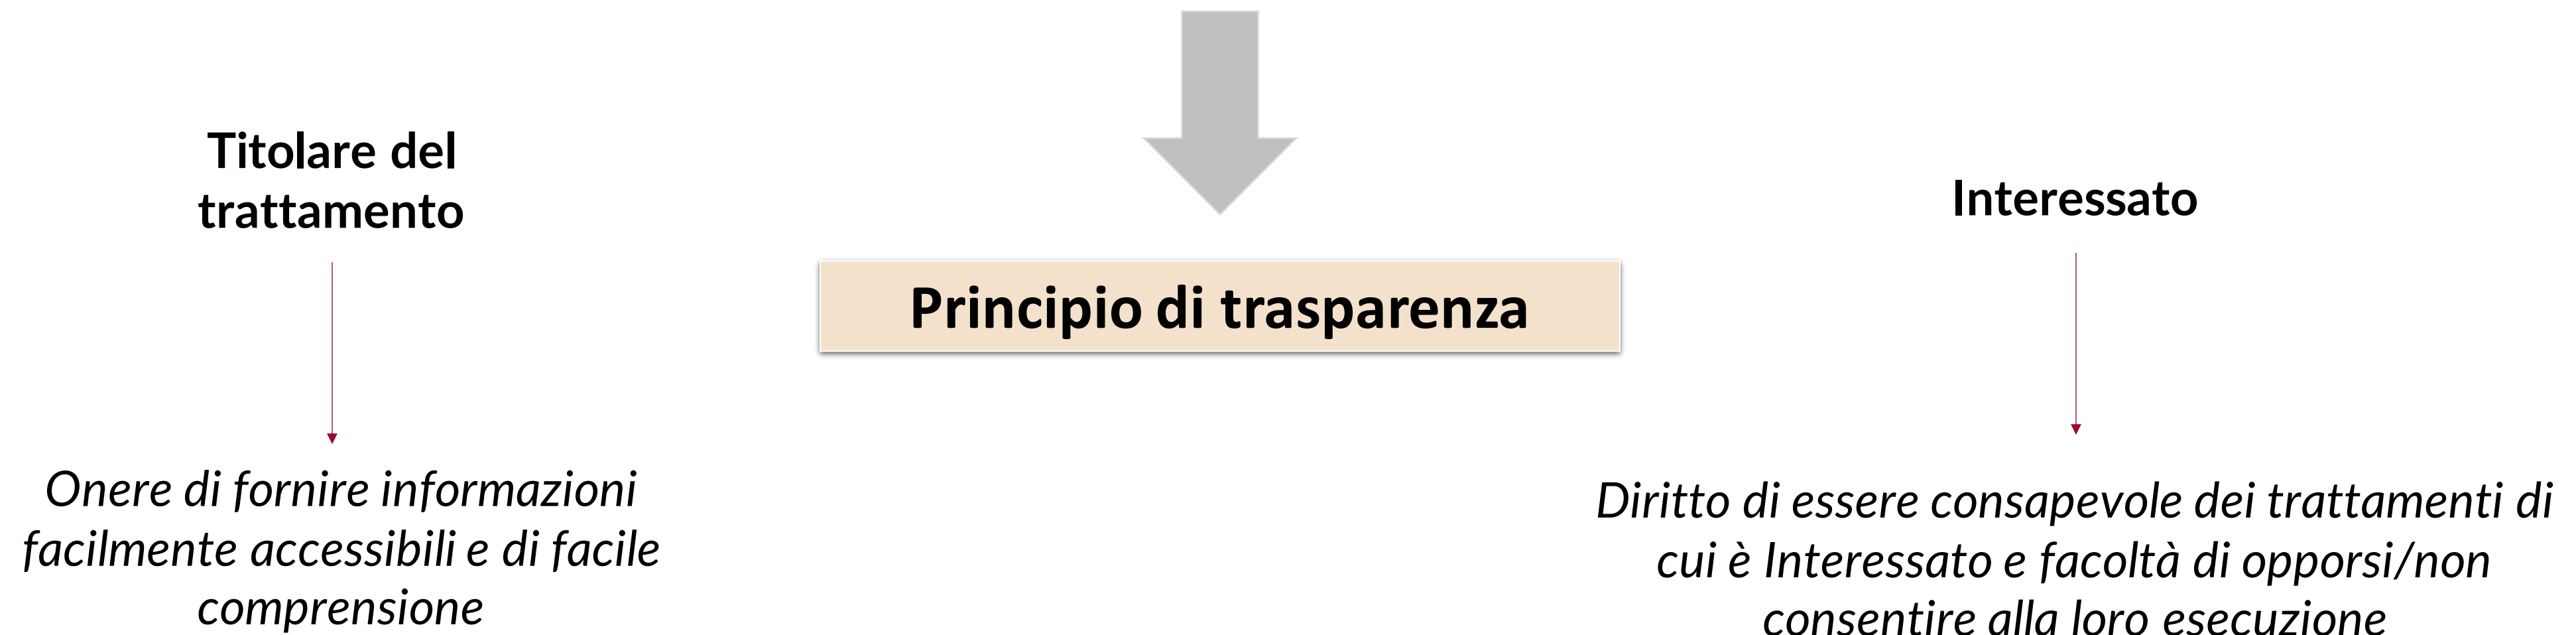 Titolare del
trattamento
Interessato
Principio di trasparenza
Onere di fornire informazioni
facilmente accessibili e di facile
comprensione
Diritto di essere consapevole dei trattamenti di
cui è Interessato e facoltà di opporsi/non
consentire alla loro esecuzione